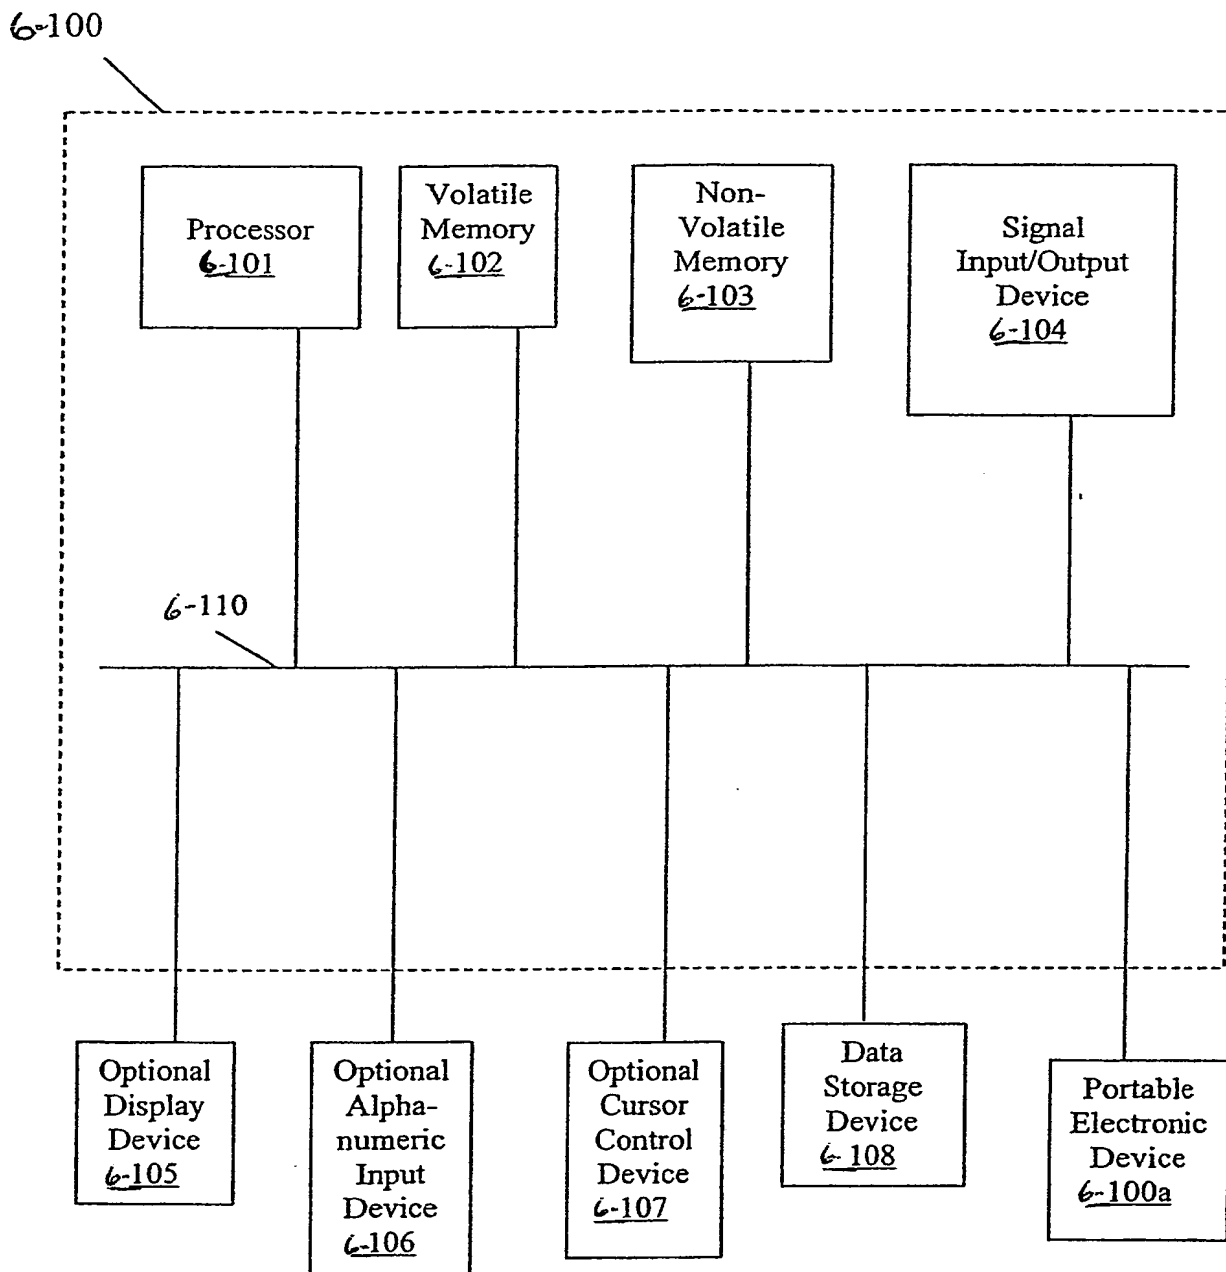 6-100
Processor
6-101
Volatile
Memory
6-102
Non-
Volatile
Memory
6-103
Signal
Input/Output
Device
6-104
6-110
Optional
Display
Device
6-105
Optional
Alpha-
numeric
Input
Device
6-106
Optional
Cursor
Control
Device
6-107
Data
Storage
Device
6-108
Portable
Electronic
Device
6-100a